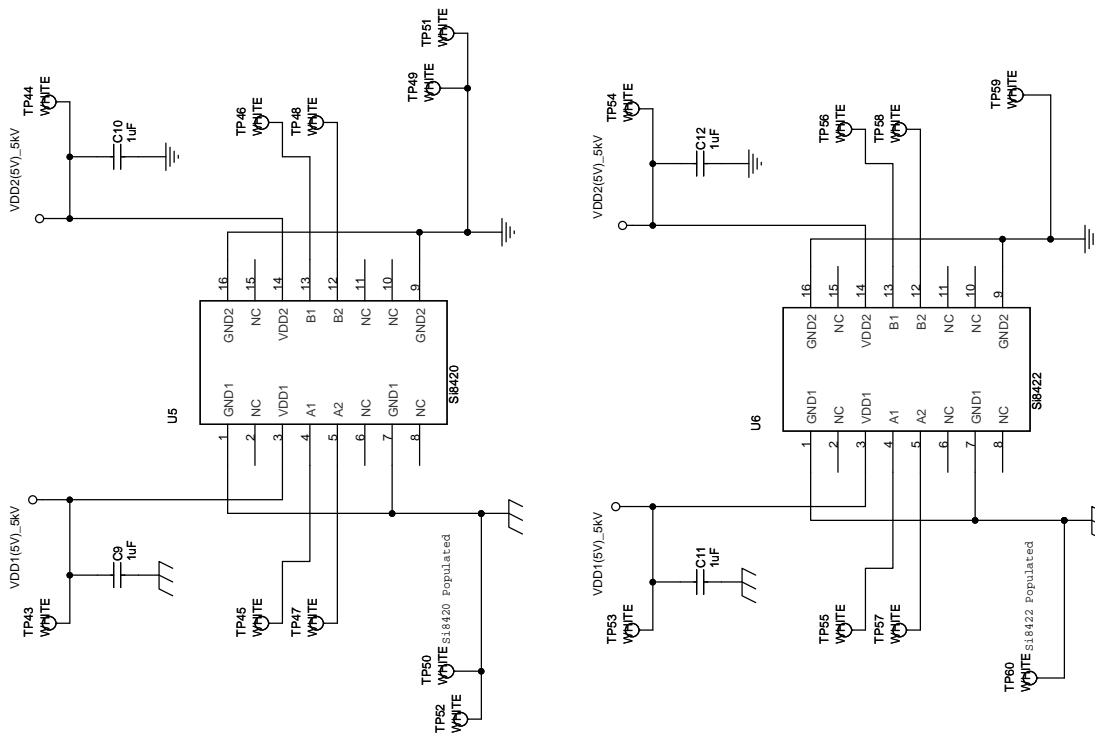 VDD1(5V)_5kV
TP43
WHITE
C9
1uF
TP45
WHITE
TP47
WHITE
TP50
WHITE
TP52
WHITE
Si8420 Populated
U5
1
2
3
4
5
6
7
8
GND1
NC
VDD1
A1
A2
NC
GND1
NC
GND2
NC
VDD2
B1
B2
NC
NC
GND2
16
15
14
13
12
11
10
9
Si8420
VDD2(5V)_5kV
TP44
WHITE
C10
1uF
TP46
WHITE
TP48
WHITE
TP49
WHITE
TP51
WHITE
VDD1(5V)_5kV
TP53
WHITE
C11
1uF
TP55
WHITE
TP57
WHITE
TP60
WHITE
Si8422 Populated
U6
1
2
3
4
5
6
7
8
GND1
NC
VDD1
A1
A2
NC
GND1
NC
GND2
NC
VDD2
B1
B2
NC
NC
GND2
16
15
14
13
12
11
10
9
Si8422
VDD2(5V)_5kV
TP54
WHITE
C12
1uF
TP56
WHITE
TP58
WHITE
TP59
WHITE